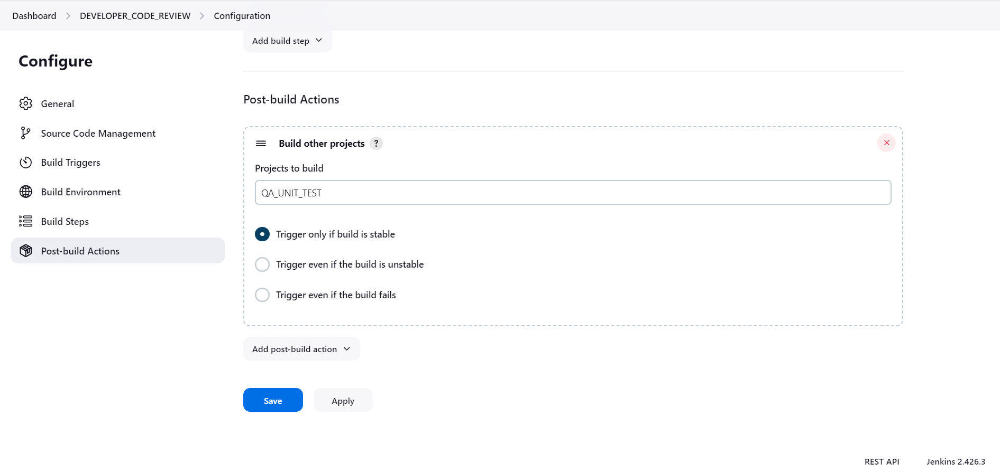 Dashboard > DEVELOPER_CODE_REVIEW > Configuration
Add build step
Configure
General
Source Code Management
Build Triggers
Build Environment
Build Steps
Post-build Actions
Post-build Actions
Build other projects ?
Projects to build
QA_UNIT_TEST
Trigger only if build is stable
Trigger even if the build is unstable
Trigger even if the build fails
Add post-build action
Save Apply
REST API Jenkins 2.426.3